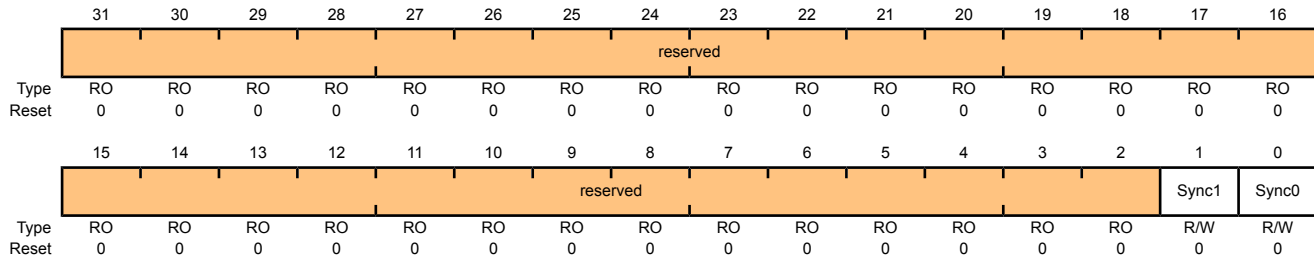 31 30 29 28 27 26 25 24 23 22 21 20 19 18 17 16
reserved
Type RO RO RO RO RO RO RO RO RO RO RO RO RO RO RO RO
Reset 0 0 0 0 0 0 0 0 0 0 0 0 0 0 0 0
15 14 13 12 11 10 9 8 7 6 5 4 3 2 1 0
reserved Sync1 Sync0
Type RO RO RO RO RO RO RO RO RO RO RO RO RO RO R/W R/W
Reset 0 0 0 0 0 0 0 0 0 0 0 0 0 0 0 0